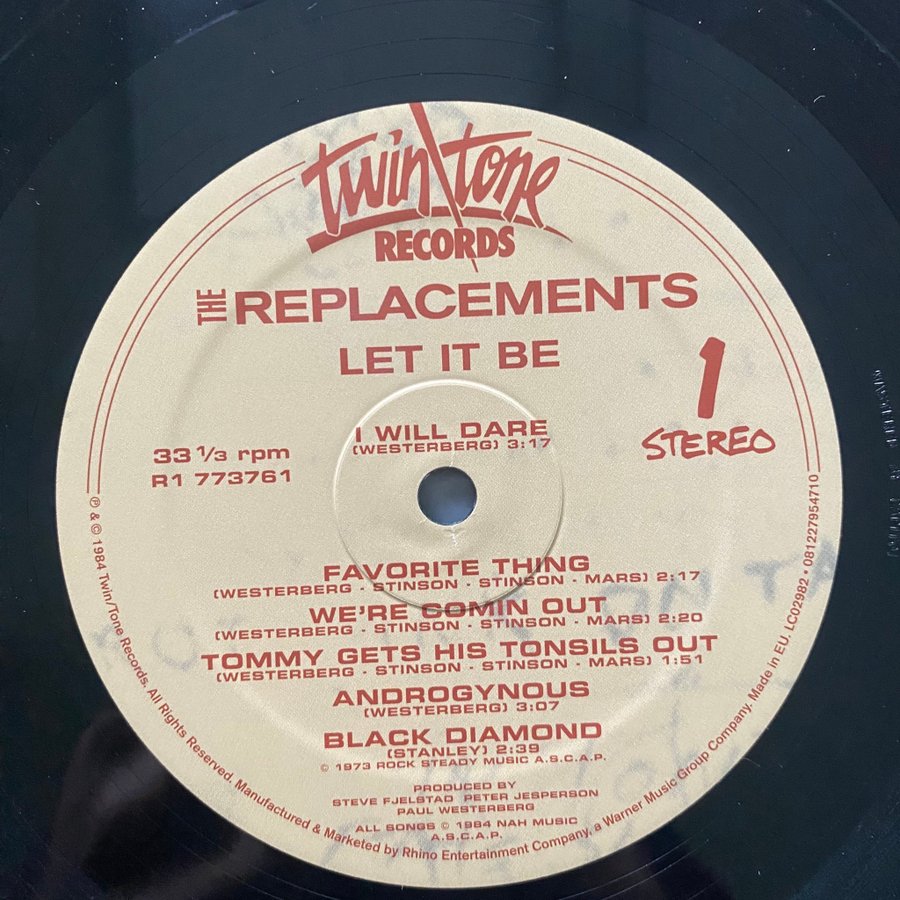 twin\tone
RECORDS
THE REPLACEMENTS
LET IT BE
1
STEREO
33 ⅓ rpm
R1 773761
I WILL DARE
(WESTERBERG) 3:17
FAVORITE THING
(WESTERBERG - STINSON - STINSON - MARS) 2:17
WE'RE COMIN OUT
(WESTERBERG - STINSON - STINSON - MARS) 2:20
TOMMY GETS HIS TONSILS OUT
(WESTERBERG - STINSON - STINSON - MARS) 1:51
ANDROGYNOUS
(WESTERBERG) 3:07
BLACK DIAMOND
(STANLEY) 2:39
© 1973 ROCK STEADY MUSIC A.S.C.A.P.
PRODUCED BY
STEVE FJELSTAD PETER JESPERSON
PAUL WESTERBERG
ALL SONGS © 1984 NAH MUSIC
A.S.C.A.P.
℗ & © 1984 Twin/Tone Records. All Rights Reserved. Manufactured & Marketed by Rhino Entertainment Company, a Warner Music Group Company. Made in EU. LC02982 • 081227954710